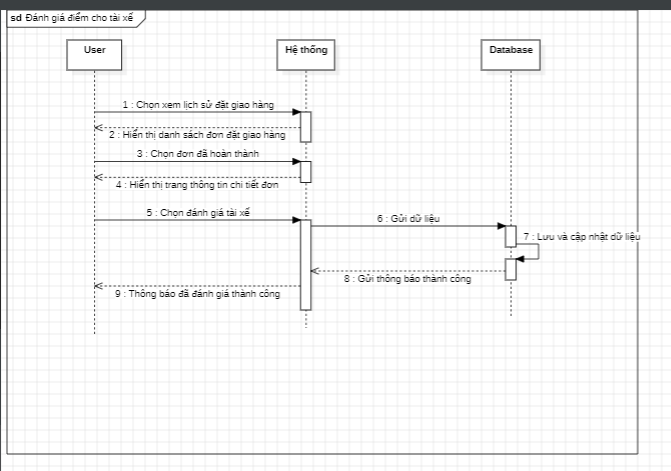 sd Đánh giá điểm cho tài xế
User
Hệ thống
Database
1 : Chọn xem lịch sử đặt giao hàng
2 : Hiển thị danh sách đơn đặt giao hàng
3 : Chọn đơn đã hoàn thành
4 : Hiển thị trang thông tin chi tiết đơn
5 : Chọn đánh giá tài xế
6 : Gửi dữ liệu
7 : Lưu và cập nhật dữ liệu
8 : Gửi thông báo thành công
9 : Thông báo đã đánh giá thành công